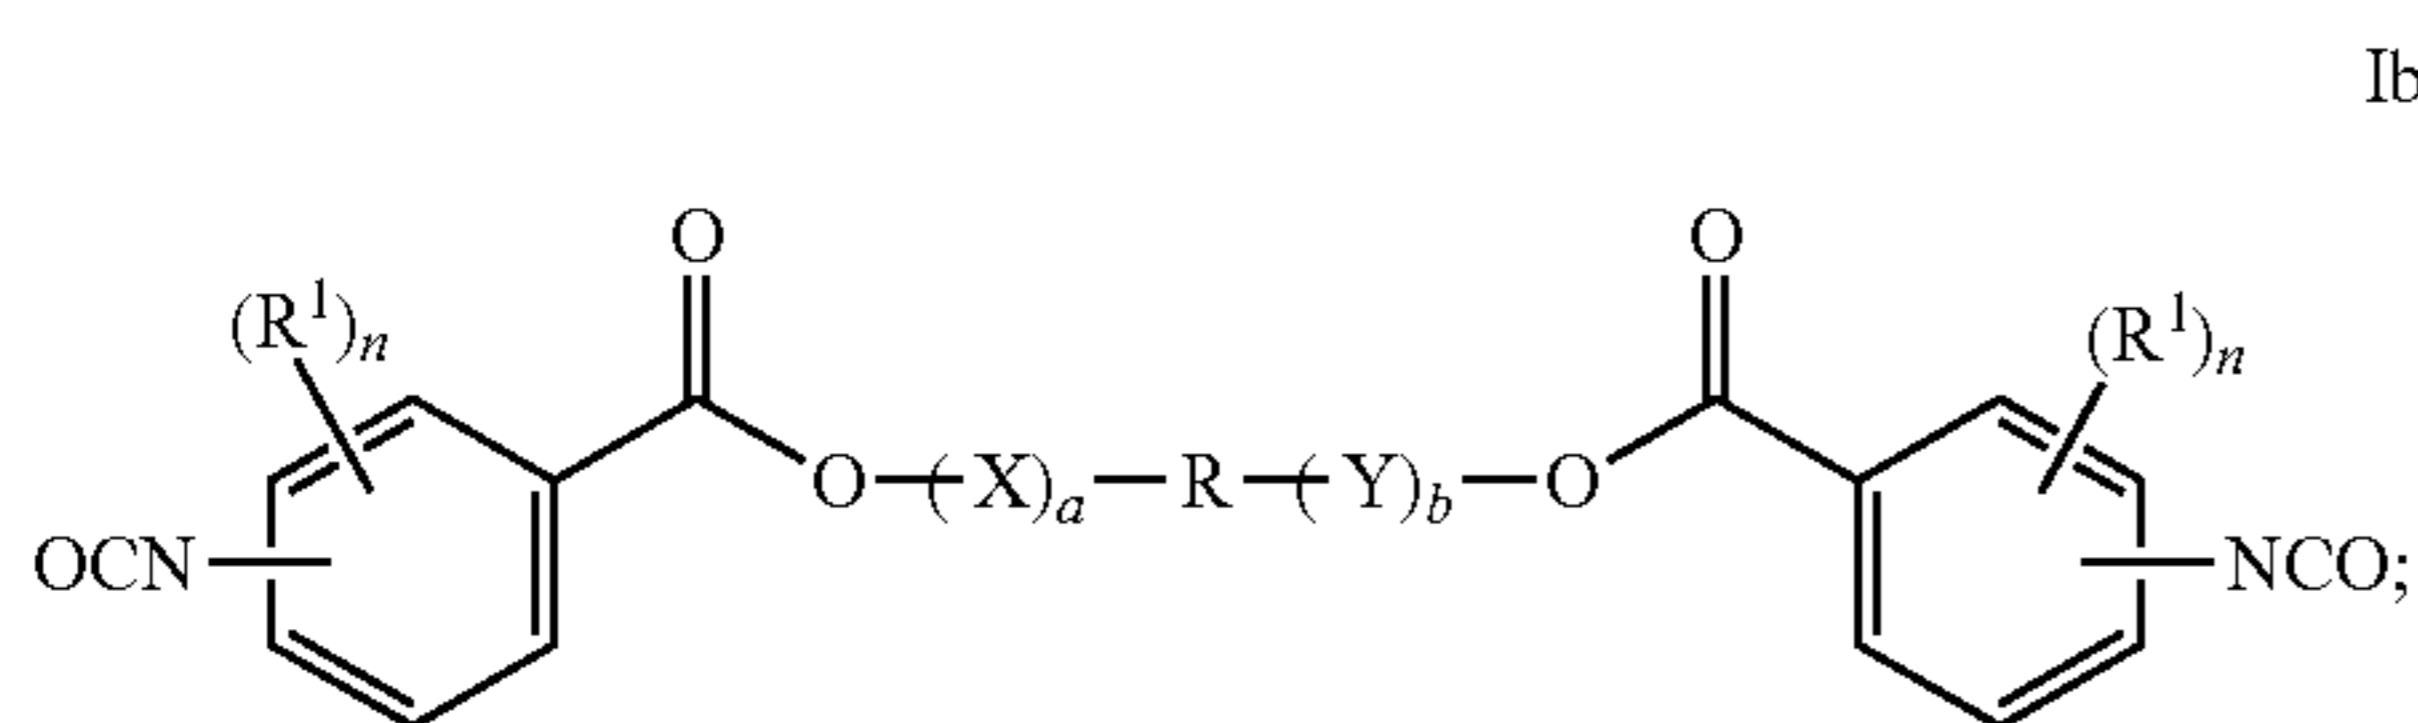 Ib
O O
(R¹)ₙ (R¹)ₙ
O—(X)ₐ—R—(Y)b—O
OCN NCO;